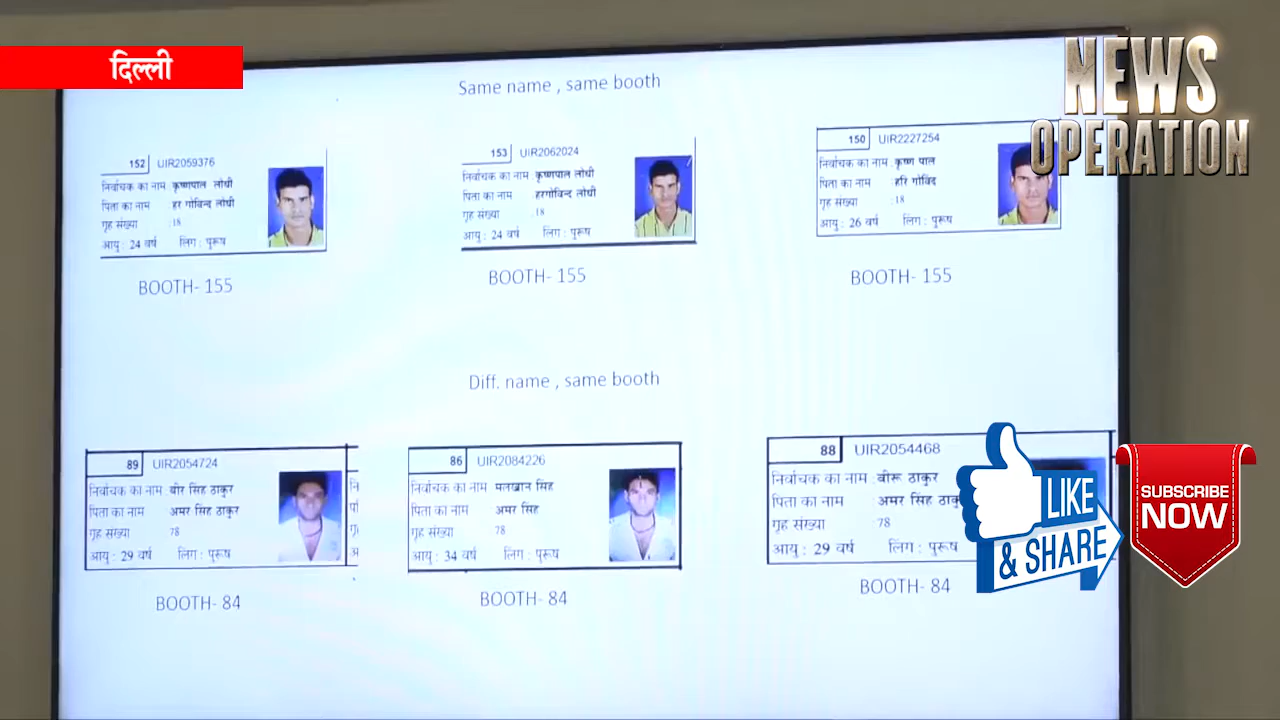 दिल्ली
NEWS
OPERATION
Same name , same booth
152 UIR2059376
निर्वाचक का नाम कृष्णपाल लोधी
पिता का नाम हर गोविन्द लोधी
गृह संख्या :18
आयु : 24 वर्ष लिंग : पुरूष
BOOTH- 155
153 UIR2062024
निर्वाचक का नाम कृष्णपाल लोधी
पिता का नाम हरगोविन्द लोधी
गृह संख्या :18
आयु : 24 वर्ष लिंग : पुरूष
BOOTH- 155
150 UIR2227254
निर्वाचक का नाम : कृष्ण पाल
पिता का नाम : हरि गोविंद
गृह संख्या :18
आयु : 26 वर्ष लिंग : पुरूष
BOOTH- 155
Diff. name , same booth
89 UIR2054724
निर्वाचक का नाम : वीर सिंह ठाकुर
पिता का नाम : अमर सिंह ठाकुर
गृह संख्या 78
आयु : 29 वर्ष लिंग : पुरूष
BOOTH- 84
86 UIR2084226
निर्वाचक का नाम मलखान सिंह
पिता का नाम अमर सिंह
गृह संख्या 78
आयु : 34 वर्ष लिंग : पुरूष
BOOTH- 84
88 UIR2054468
निर्वाचक का नाम : वीरू ठाकुर
पिता का नाम : अमर सिंह
गृह संख्या 78
आयु : 29 वर्ष लिंग : पुरूष
BOOTH- 84
LIKE
& SHARE
SUBSCRIBE
NOW